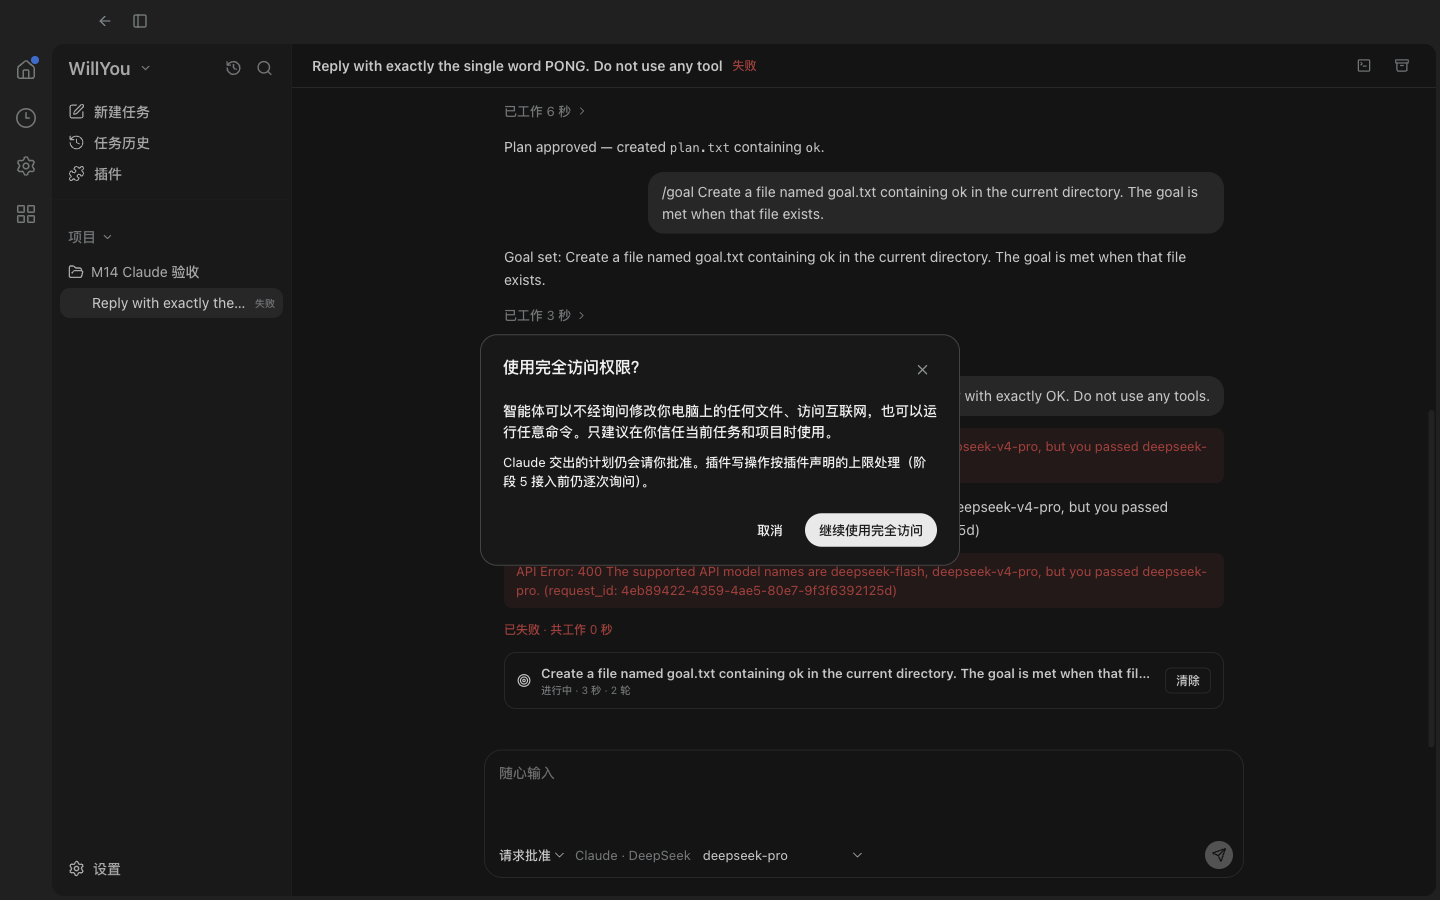 WillYou
新建任务
任务历史
插件
项目
M14 Claude 验收
Reply with exactly the... 失败
设置
Reply with exactly the single word PONG. Do not use any tool 失败
已工作 6 秒
Plan approved — created plan.txt containing ok.
/goal Create a file named goal.txt containing ok in the current directory. The goal is
met when that file exists.
Goal set: Create a file named goal.txt containing ok in the current directory. The goal is met when that file
exists.
已工作 3 秒
使用完全访问权限?
智能体可以不经询问修改你电脑上的任何文件、访问互联网，也可以运
行任意命令。只建议在你信任当前任务和项目时使用。
Claude 交出的计划仍会请你批准。插件写操作按插件声明的上限处理（阶
段 5 接入前仍逐次询问）。
取消
继续使用完全访问
with exactly OK. Do not use any tools.
seek-v4-pro, but you passed deepseek-
eepseek-v4-pro, but you passed
5d)
API Error: 400 The supported API model names are deepseek-flash, deepseek-v4-pro, but you passed deepseek-
pro. (request_id: 4eb89422-4359-4ae5-80e7-9f3f6392125d)
已失败 · 共工作 0 秒
Create a file named goal.txt containing ok in the current directory. The goal is met when that fil...
进行中 · 3 秒 · 2 轮
清除
随心输入
请求批准 Claude · DeepSeek deepseek-pro